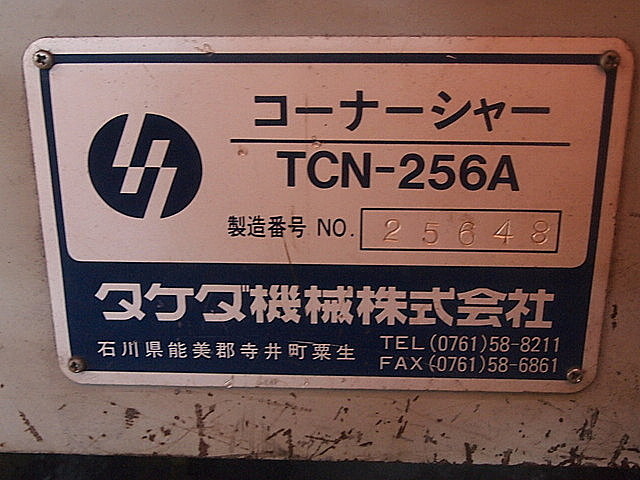 コーナーシャー
TCN-256A
製造番号 NO. 25648
タケダ機械株式会社
石川県能美郡寺井町粟生
TEL(0761)58-8211
FAX(0761)58-6861